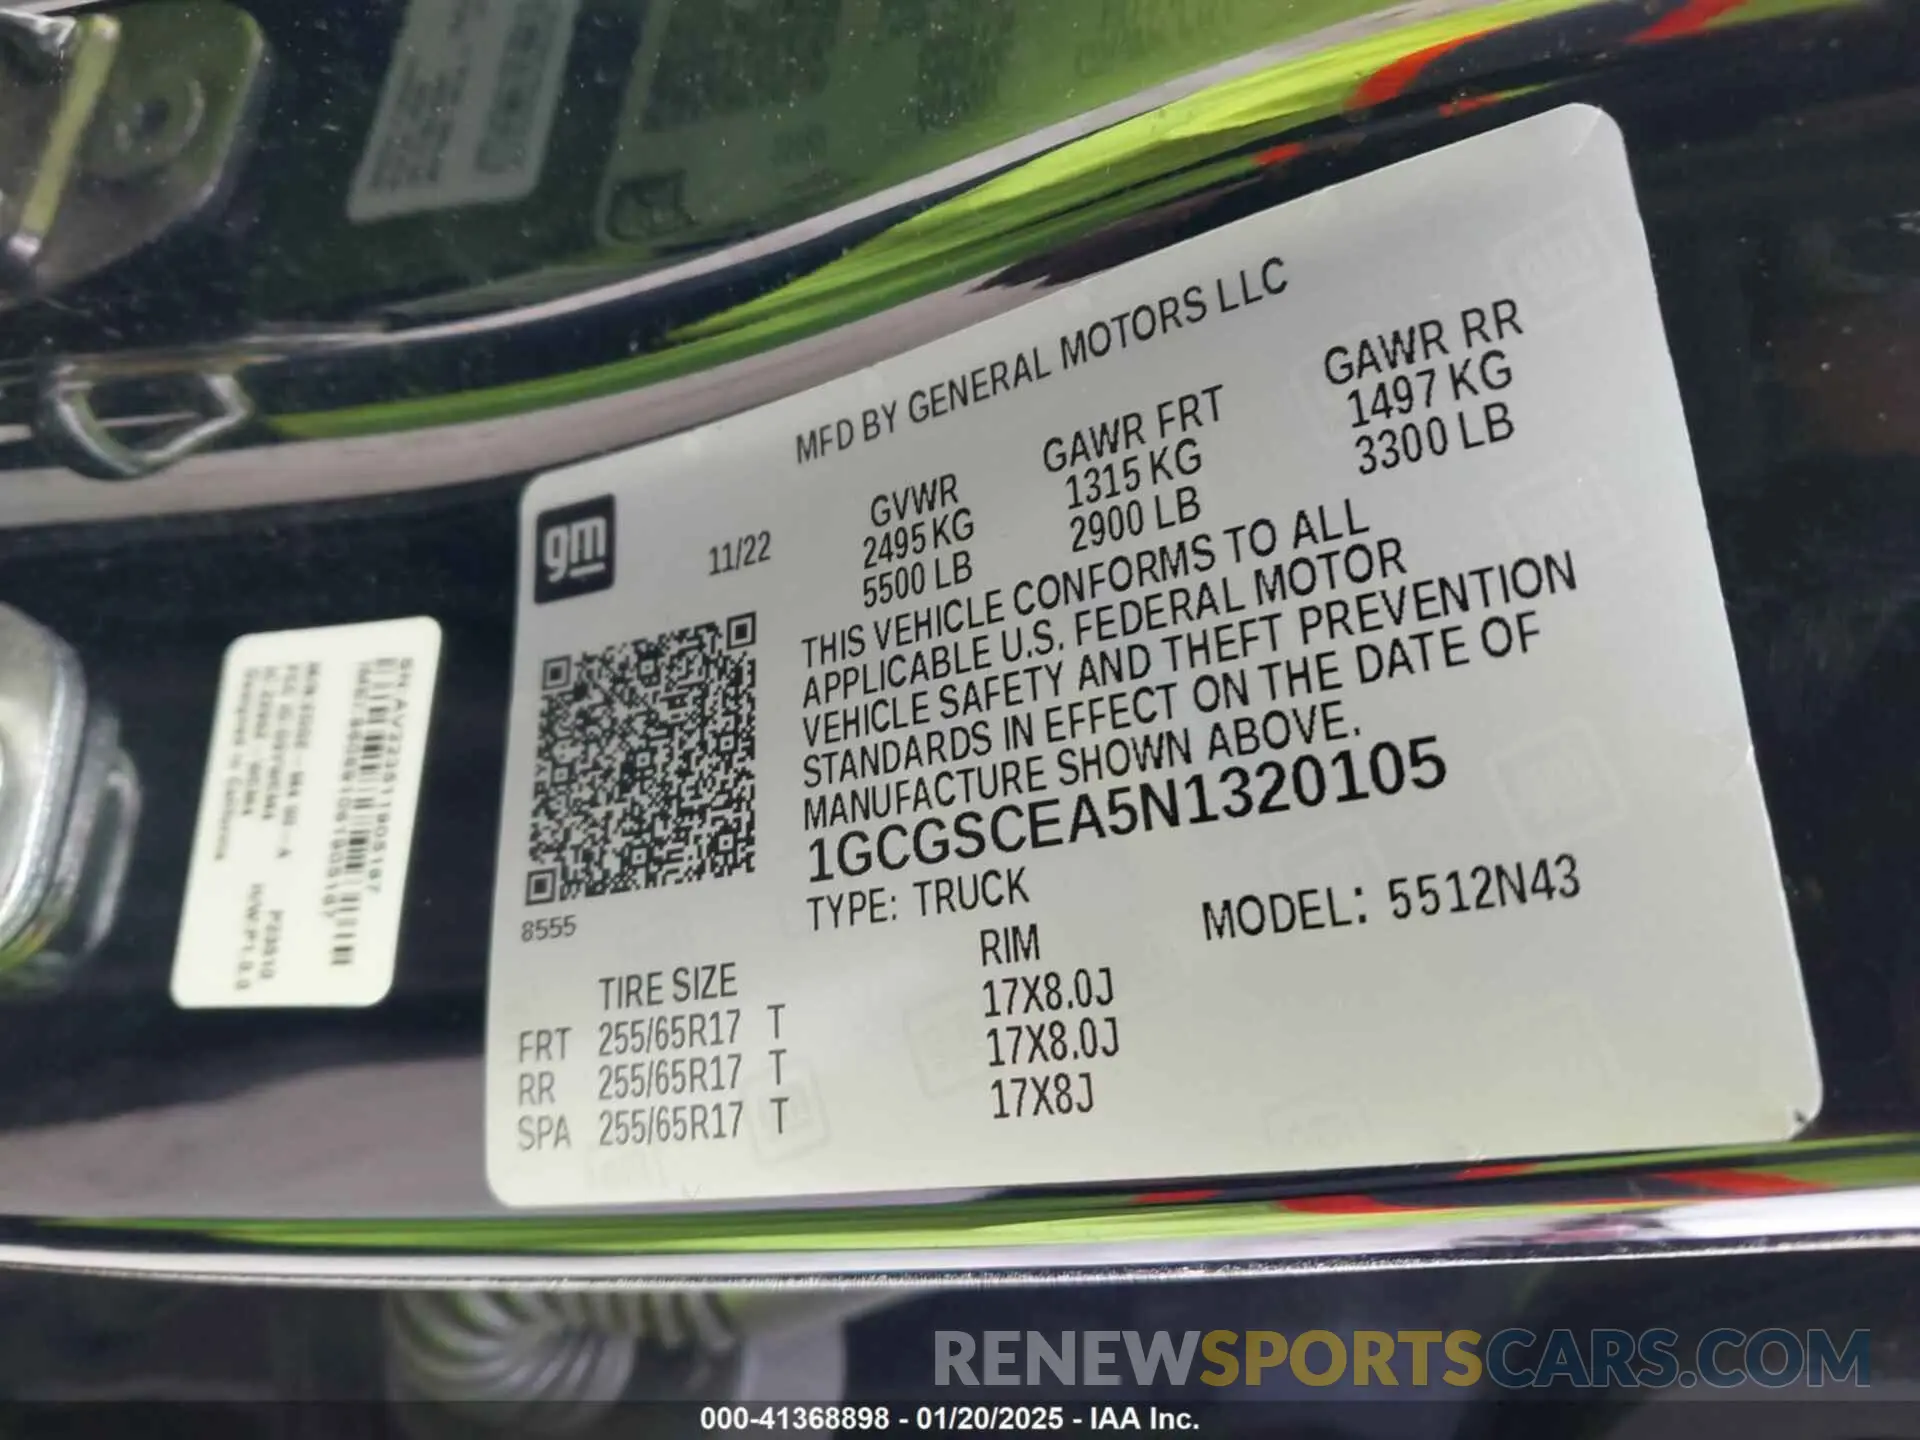 MFD BY GENERAL MOTORS LLC
gm
11/22
GVWR GAWR FRT GAWR RR
2495 KG 1315 KG 1497 KG
5500 LB 2900 LB 3300 LB
THIS VEHICLE CONFORMS TO ALL
APPLICABLE U.S. FEDERAL MOTOR
VEHICLE SAFETY AND THEFT PREVENTION
STANDARDS IN EFFECT ON THE DATE OF
MANUFACTURE SHOWN ABOVE.
1GCGSCEA5N1320105
TYPE: TRUCK MODEL: 5512N43
8555
TIRE SIZE RIM
FRT 255/65R17 T 17X8.0J
RR 255/65R17 T 17X8.0J
SPA 255/65R17 T 17X8J
Designed in California
RENEWSPORTSCARS.COM
000-41368898 - 01/20/2025 - IAA Inc.